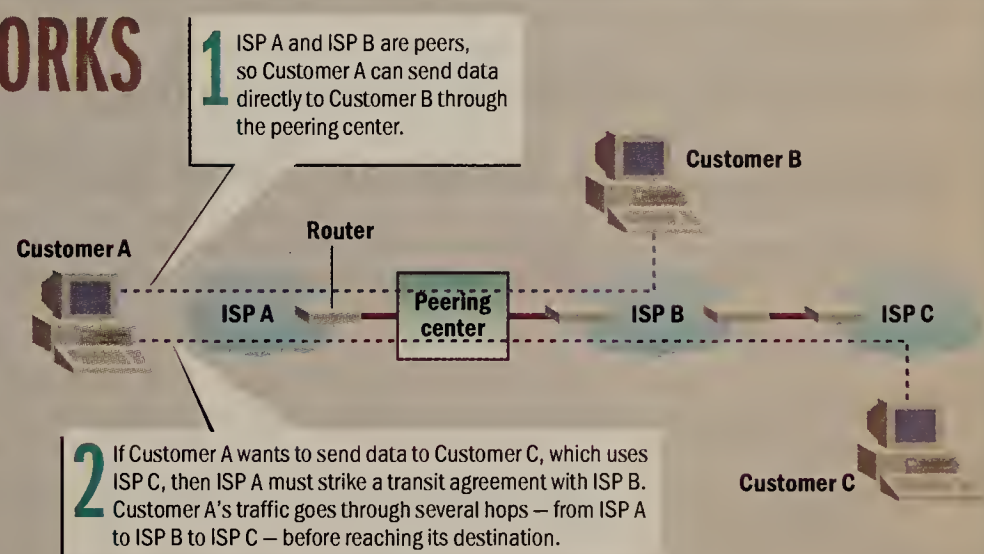 ORKS
1
ISP A and ISP B are peers,
so Customer A can send data
directly to Customer B through
the peering center.
Customer B
Router
Customer A
ISP A
Peering
center
ISP B
ISP C
2
If Customer A wants to send data to Customer C, which uses
ISP C, then ISP A must strike a transit agreement with ISP B.
Customer A's traffic goes through several hops — from ISP A
to ISP B to ISP C — before reaching its destination.
Customer C